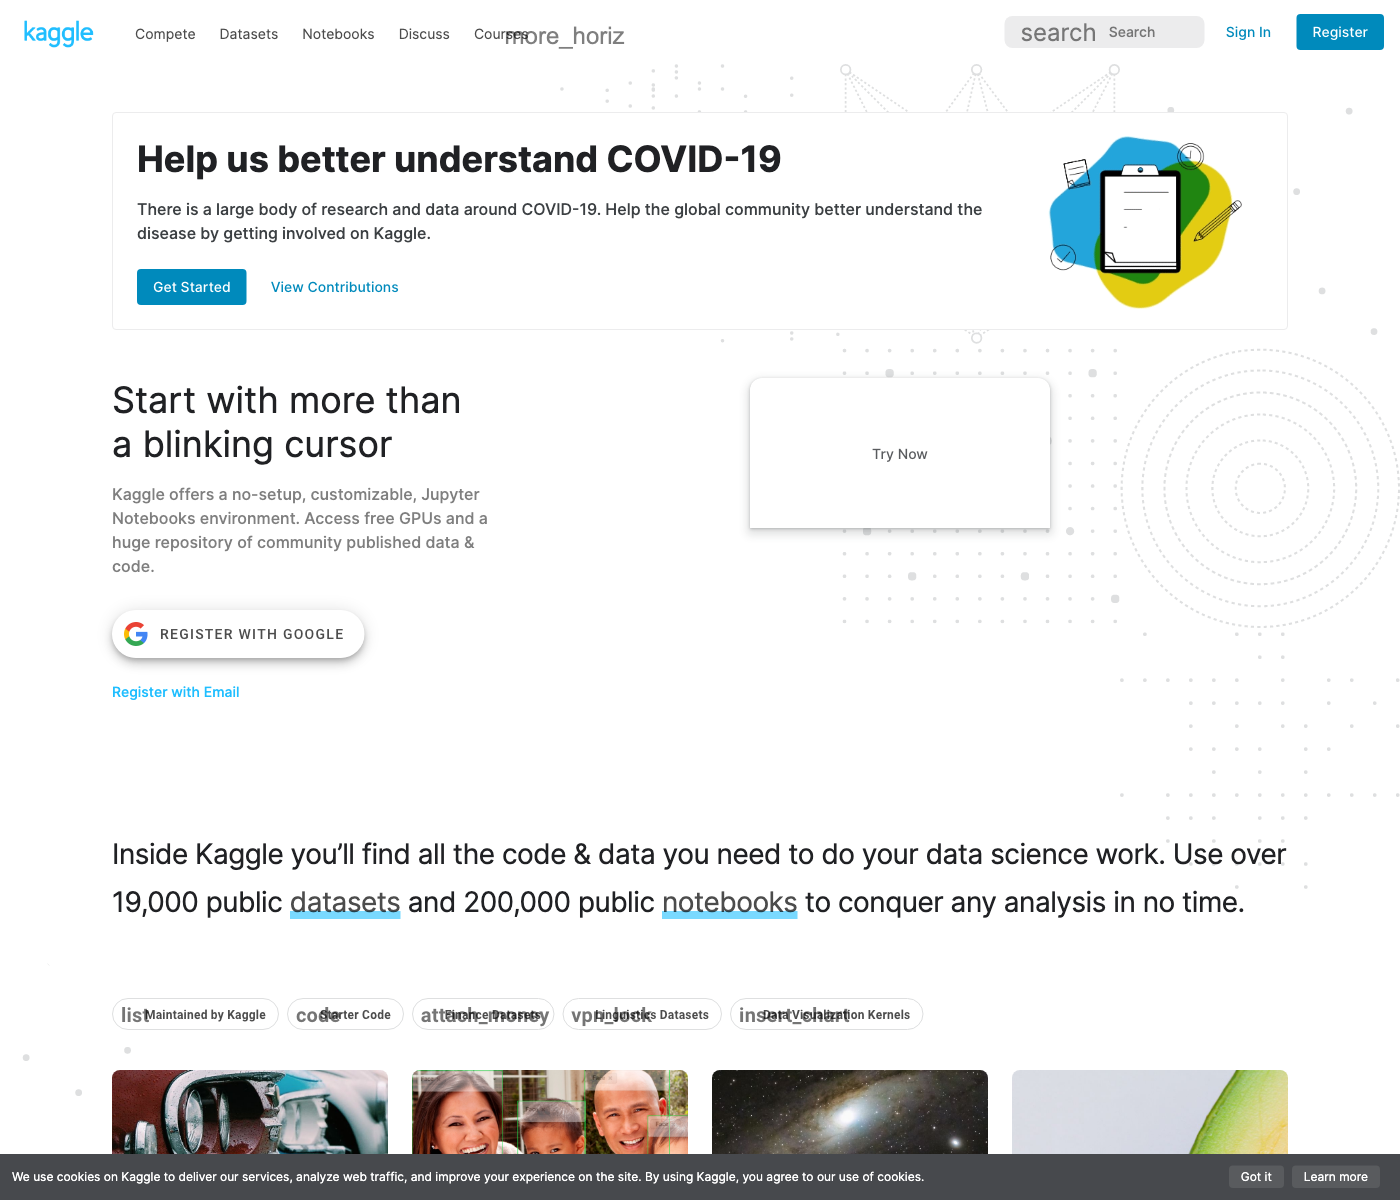 kaggle
Compete Datasets Notebooks Discuss Courses more_horiz search Search Sign In Register
Help us better understand COVID-19
There is a large body of research and data around COVID-19. Help the global community better understand the
disease by getting involved on Kaggle.
Get Started View Contributions
Start with more than
a blinking cursor
Kaggle offers a no-setup, customizable, Jupyter
Notebooks environment. Access free GPUs and a
huge repository of community published data &
code.
Try Now
REGISTER WITH GOOGLE
Register with Email
Inside Kaggle you’ll find all the code & data you need to do your data science work. Use over
19,000 public datasets and 200,000 public notebooks to conquer any analysis in no time.
list Maintained by Kaggle code Starter Code attach_money Finance Datasets vpn_lock Linguistics Datasets insert_chart Data Visualization Kernels
We use cookies on Kaggle to deliver our services, analyze web traffic, and improve your experience on the site. By using Kaggle, you agree to our use of cookies. Got it Learn more